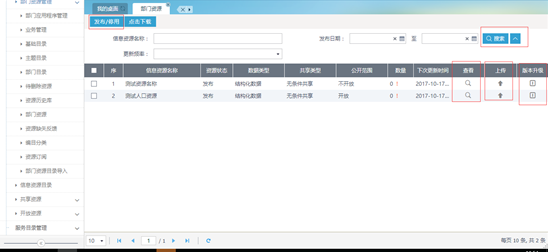 部门资源管理
部门应用程序管理
业务管理
基础目录
主题目录
部门目录
待删除资源
资源历史库
部门资源
资源缺失反馈
编目分类
资源订阅
部门资源目录导入
信息资源目录
共享资源
开放资源
服务目录管理
我的桌面 部门资源
发布/停用 点击下载
信息资源名称: 发布日期: 至 搜索
更新频率:
序 信息资源名称 资源状态 数据类型 共享类型 公开范围 数量 下次更新时间 查看 上传 版本升级
1 测试资源名称 发布 结构化数据 无条件共享 不开放 0 ! 2017-10-17...
2 测试人口资源 发布 结构化数据 无条件共享 开放 0 ! 2017-10-17...
10 1 / 1 每页 10 条, 共 2 条